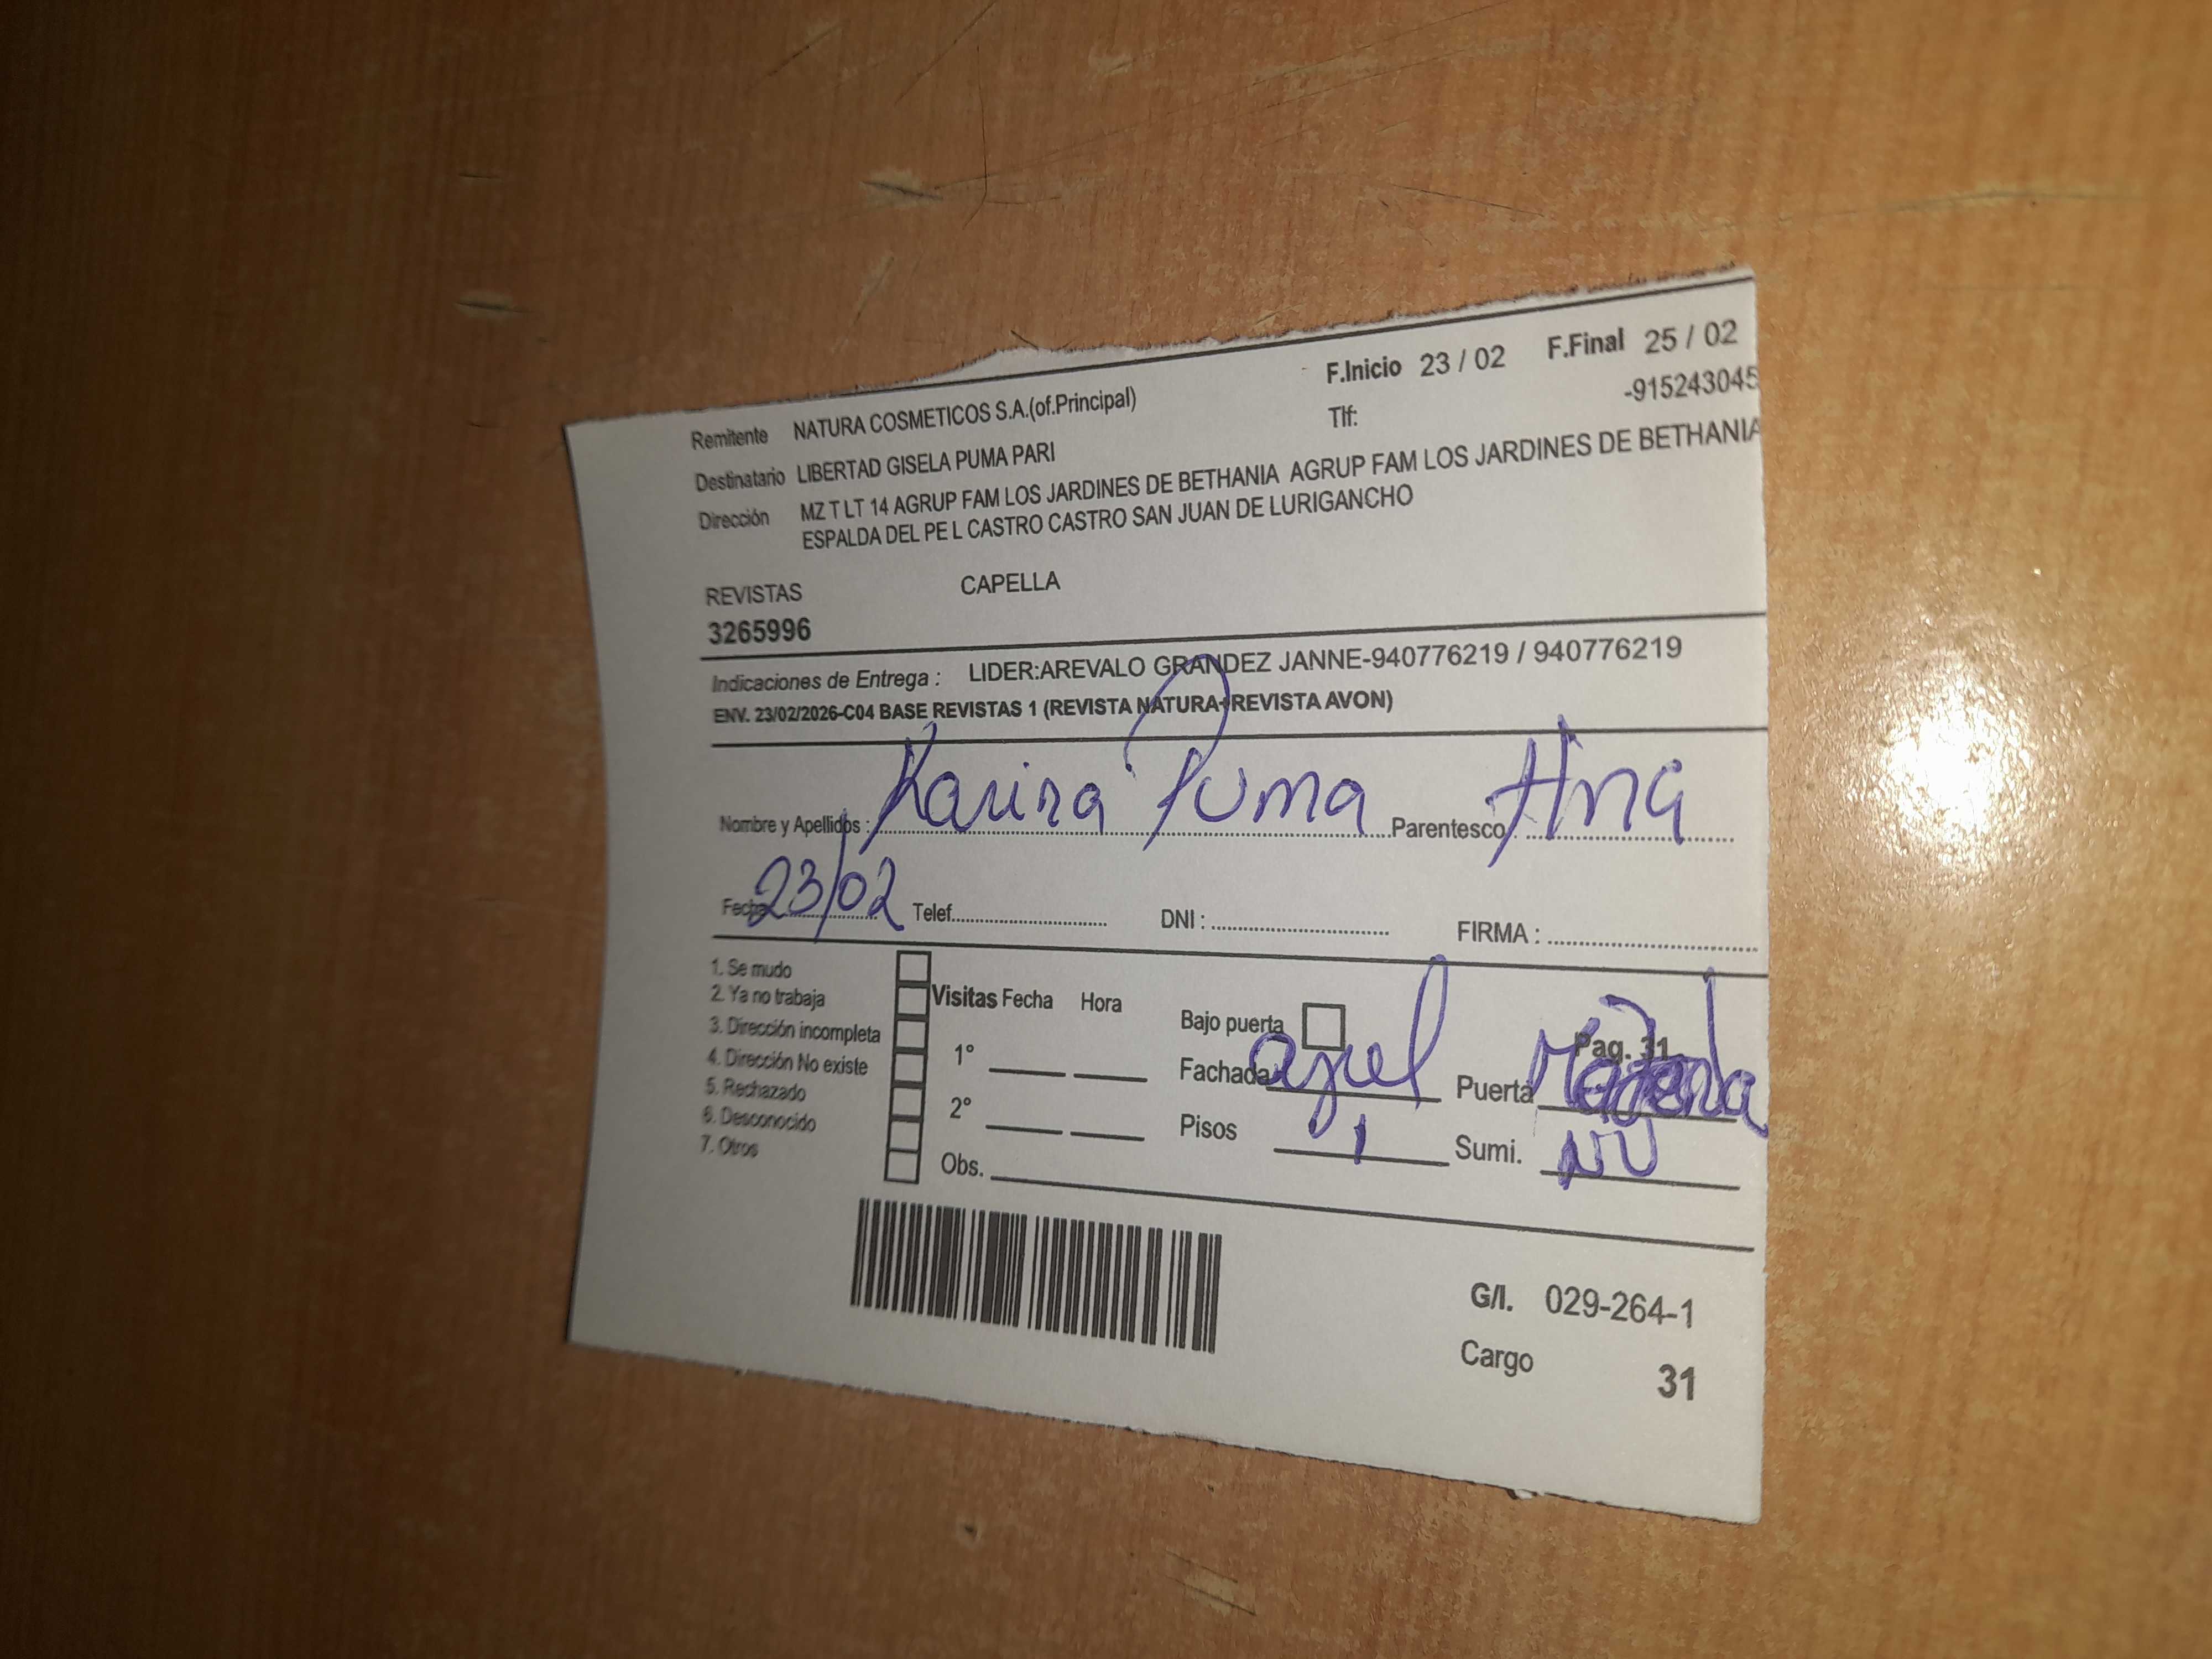 F.Inicio 23 / 02 F.Final 25 / 02
Remitente NATURA COSMETICOS S.A.(of.Principal) Tlf: -915243045
Destinatario LIBERTAD GISELA PUMA PARI
Dirección MZ T LT 14 AGRUP FAM LOS JARDINES DE BETHANIA AGRUP FAM LOS JARDINES DE BETHANIA
ESPALDA DEL PE L CASTRO CASTRO SAN JUAN DE LURIGANCHO
REVISTAS CAPELLA
3265996
Indicaciones de Entrega : LIDER:AREVALO GRANDEZ JANNE-940776219 / 940776219
ENV. 23/02/2026-C04 BASE REVISTAS 1 (REVISTA NATURA+REVISTA AVON)
Nombre y Apellidos : Karina Puma Parentesco :
Fecha 23/02 Telef. DNI : FIRMA :
1. Se mudo
2. Ya no trabaja
3. Dirección incompleta
4. Dirección No existe
5. Rechazado
6. Desconocido
7. Otros
Visitas Fecha Hora
1°
2°
Obs.
Bajo puerta
Pag. 31
Fachada azul Puerta
Pisos 1 Sumi. NU
G/I. 029-264-1
Cargo 31